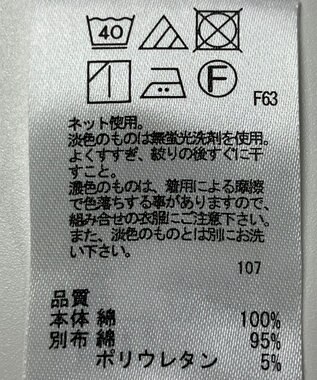 40
F
F63
ネット使用。
淡色のものは無蛍光洗剤を使用。
よくすすぎ、絞りの後すぐに干
すこと。
濃色のものは、着用による摩擦
で色落ちする事がありますので、
組み合せの衣服にご注意下さい。
また、淡色のものとは別にお洗
い下さい。
107
品質
本体 綿 100%
別布 綿 95%
ポリウレタン 5%